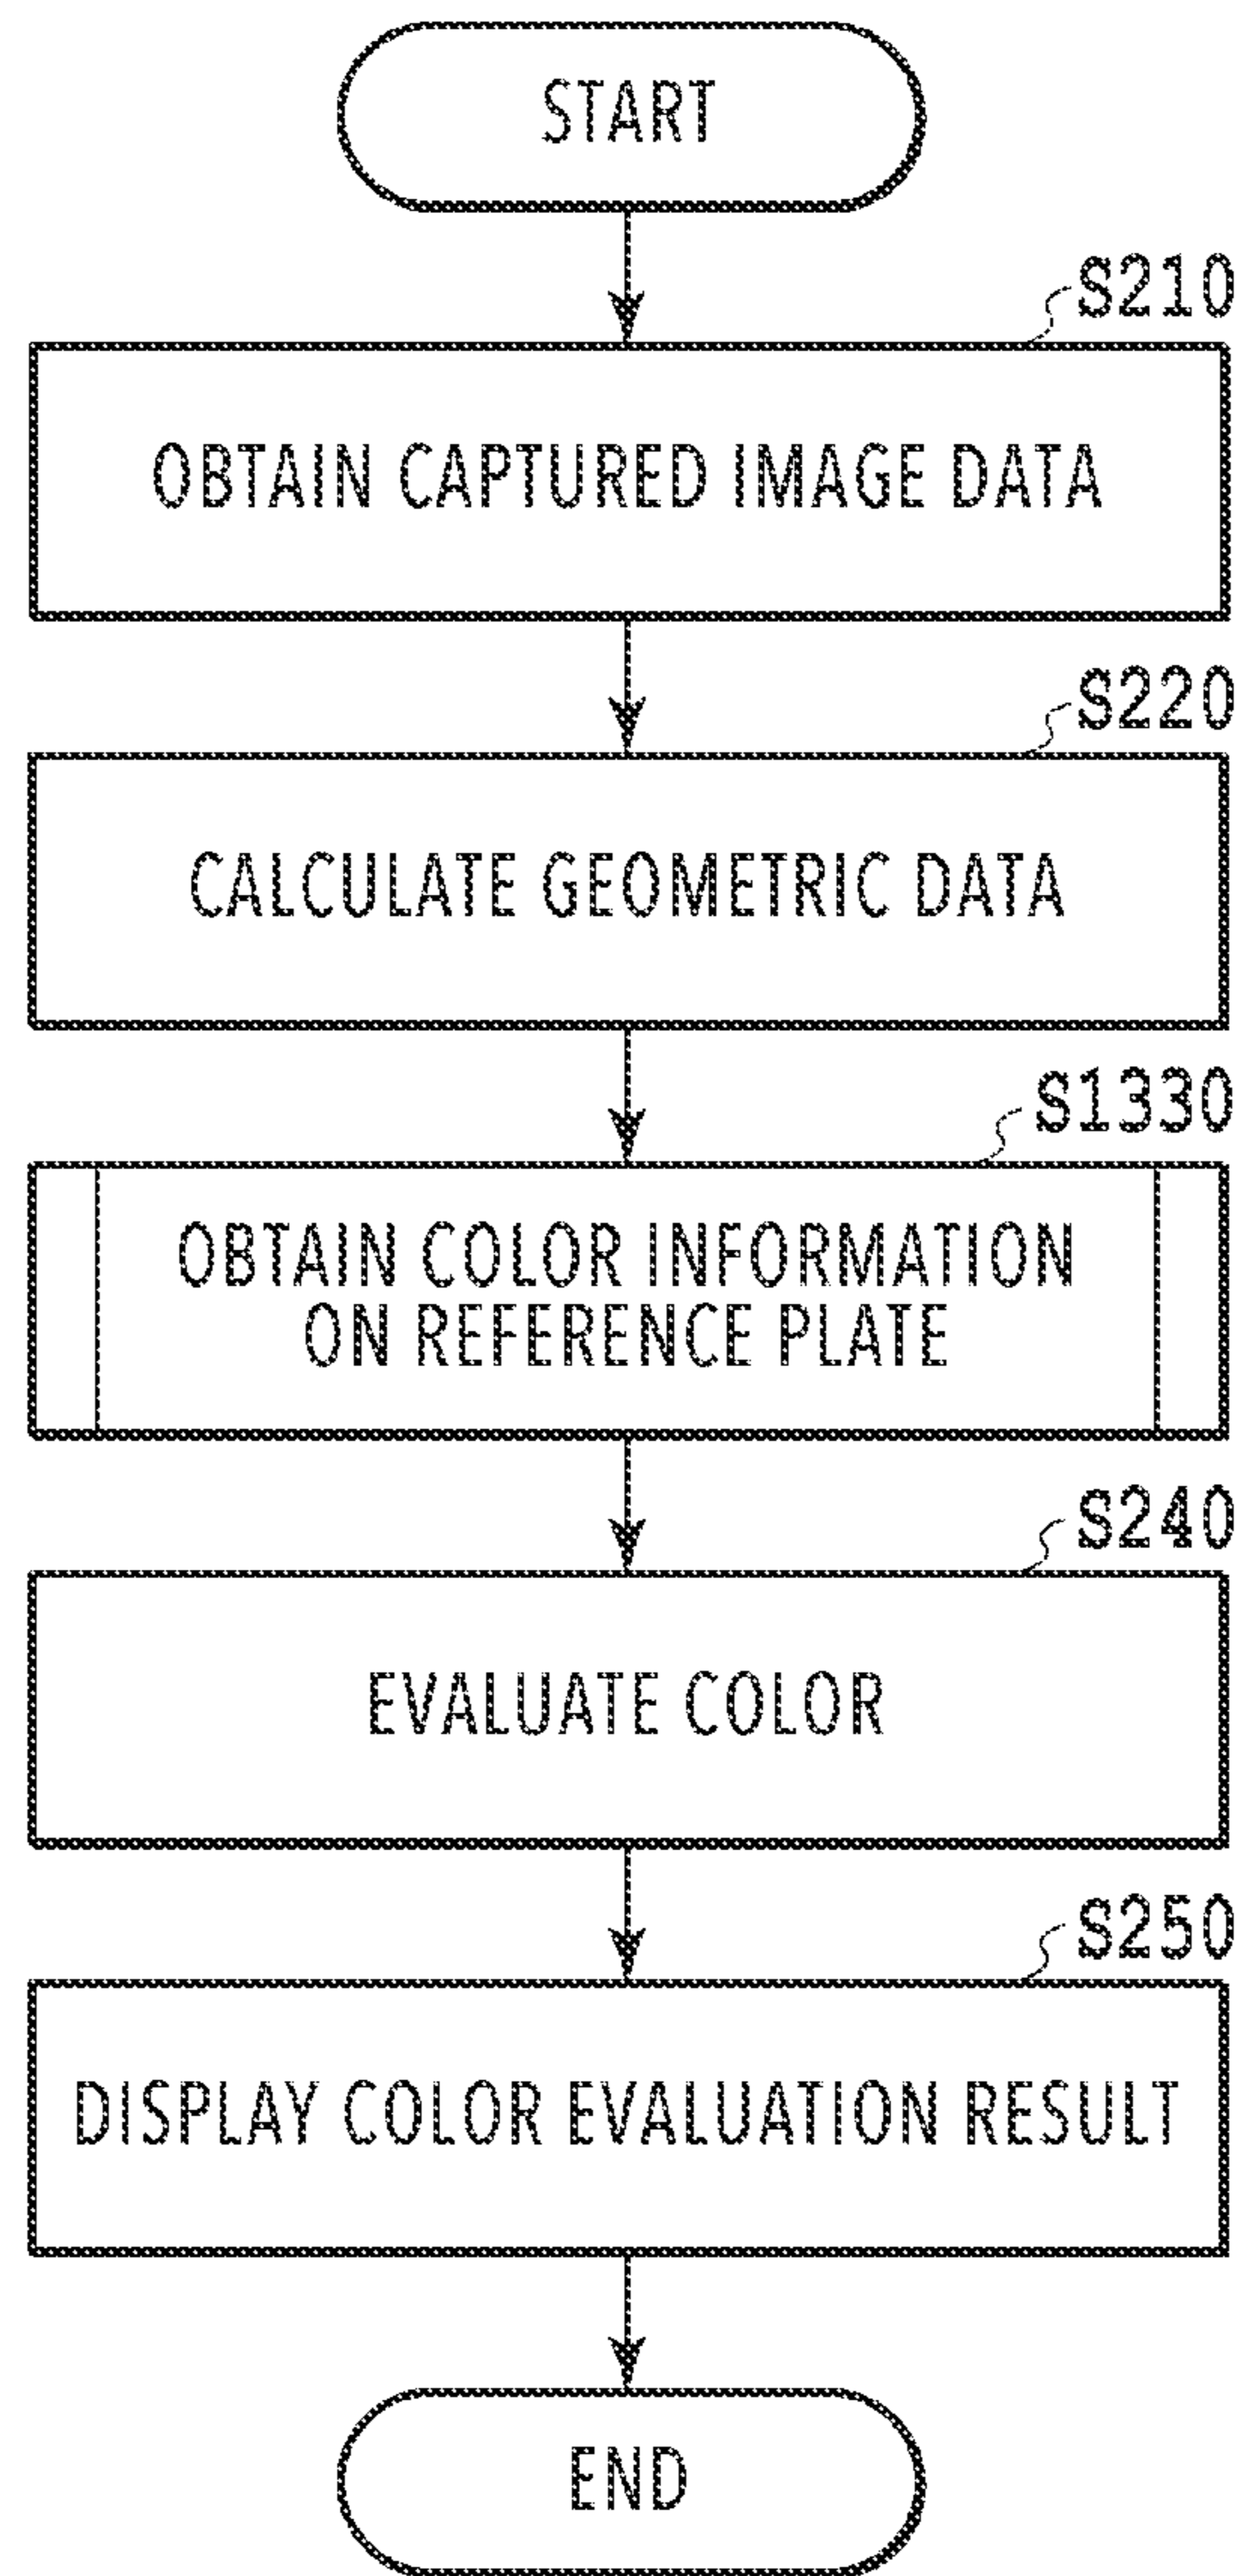 START
S210
OBTAIN CAPTURED IMAGE DATA
S220
CALCULATE GEOMETRIC DATA
S1330
OBTAIN COLOR INFORMATION
ON REFERENCE PLATE
S240
EVALUATE COLOR
S250
DISPLAY COLOR EVALUATION RESULT
END